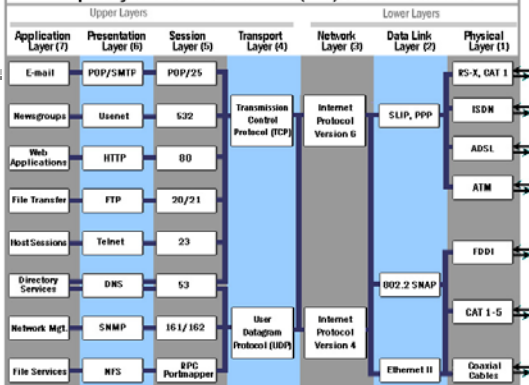 Upper Layers
Lower Layers
Application Layer (7)
Presentation Layer (6)
Session Layer (5)
Transport Layer (4)
Network Layer (3)
Data Link Layer (2)
Physical Layer (1)
E-mail
POP/SMTP
POP/25
Newsgroups
Usenet
532
Web Applications
HTTP
80
File Transfer
FTP
20/21
Host Sessions
Telnet
23
Directory Services
DNS
53
Network Mgt.
SNMP
161/162
File Services
NFS
RPC Portmapper
Transmission Control Protocol (TCP)
User Datagram Protocol (UDP)
Internet Protocol Version 6
Internet Protocol Version 4
SLIP, PPP
802.2 SNAP
Ethernet II
RS-X, CAT 1
ISDN
ADSL
ATM
FDDI
CAT 1-5
Coaxial Cables